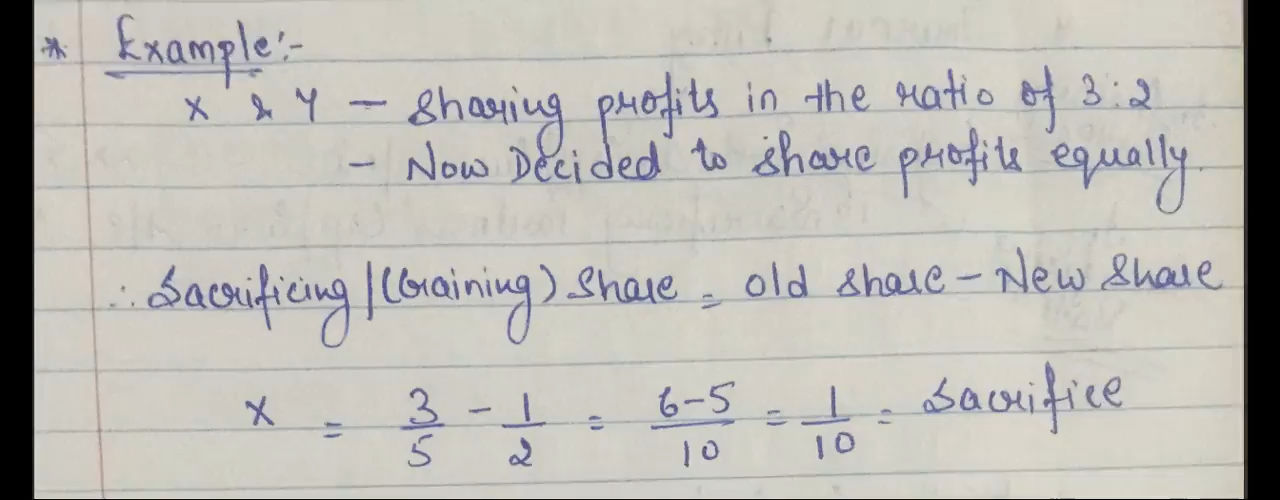 * Example:-
X & Y — Sharing profits in the ratio of 3:2
— Now Decided to share profits equally.
∴ Sacrificing/(Gaining) Share = Old share - New Share
X = 3/5 - 1/2 = 6-5/10 = 1/10 = Sacrifice